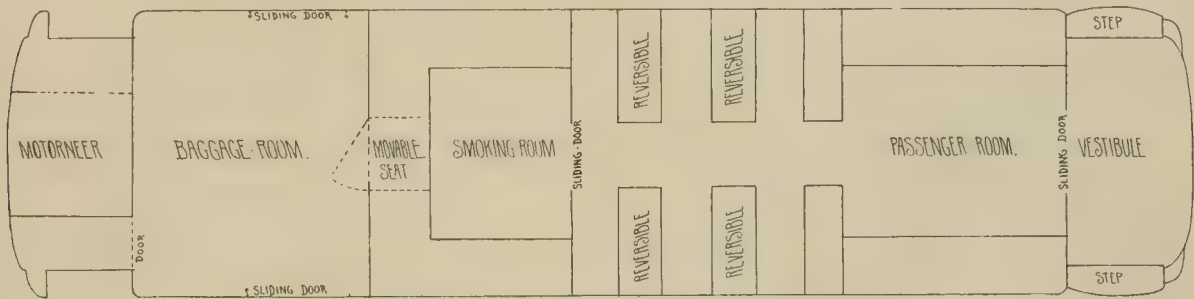 SLIDING DOOR
STEP
REVERSIBLE
REVERSIBLE
MOTORNEER
BAGGAGE-ROOM.
MOVABLE
SEAT
SMOKING ROOM
SLIDING-DOOR
PASSENGER ROOM.
SLIDING DOOR
VESTIBULE
REVERSIBLE
REVERSIBLE
DOOR
SLIDING DOOR
STEP